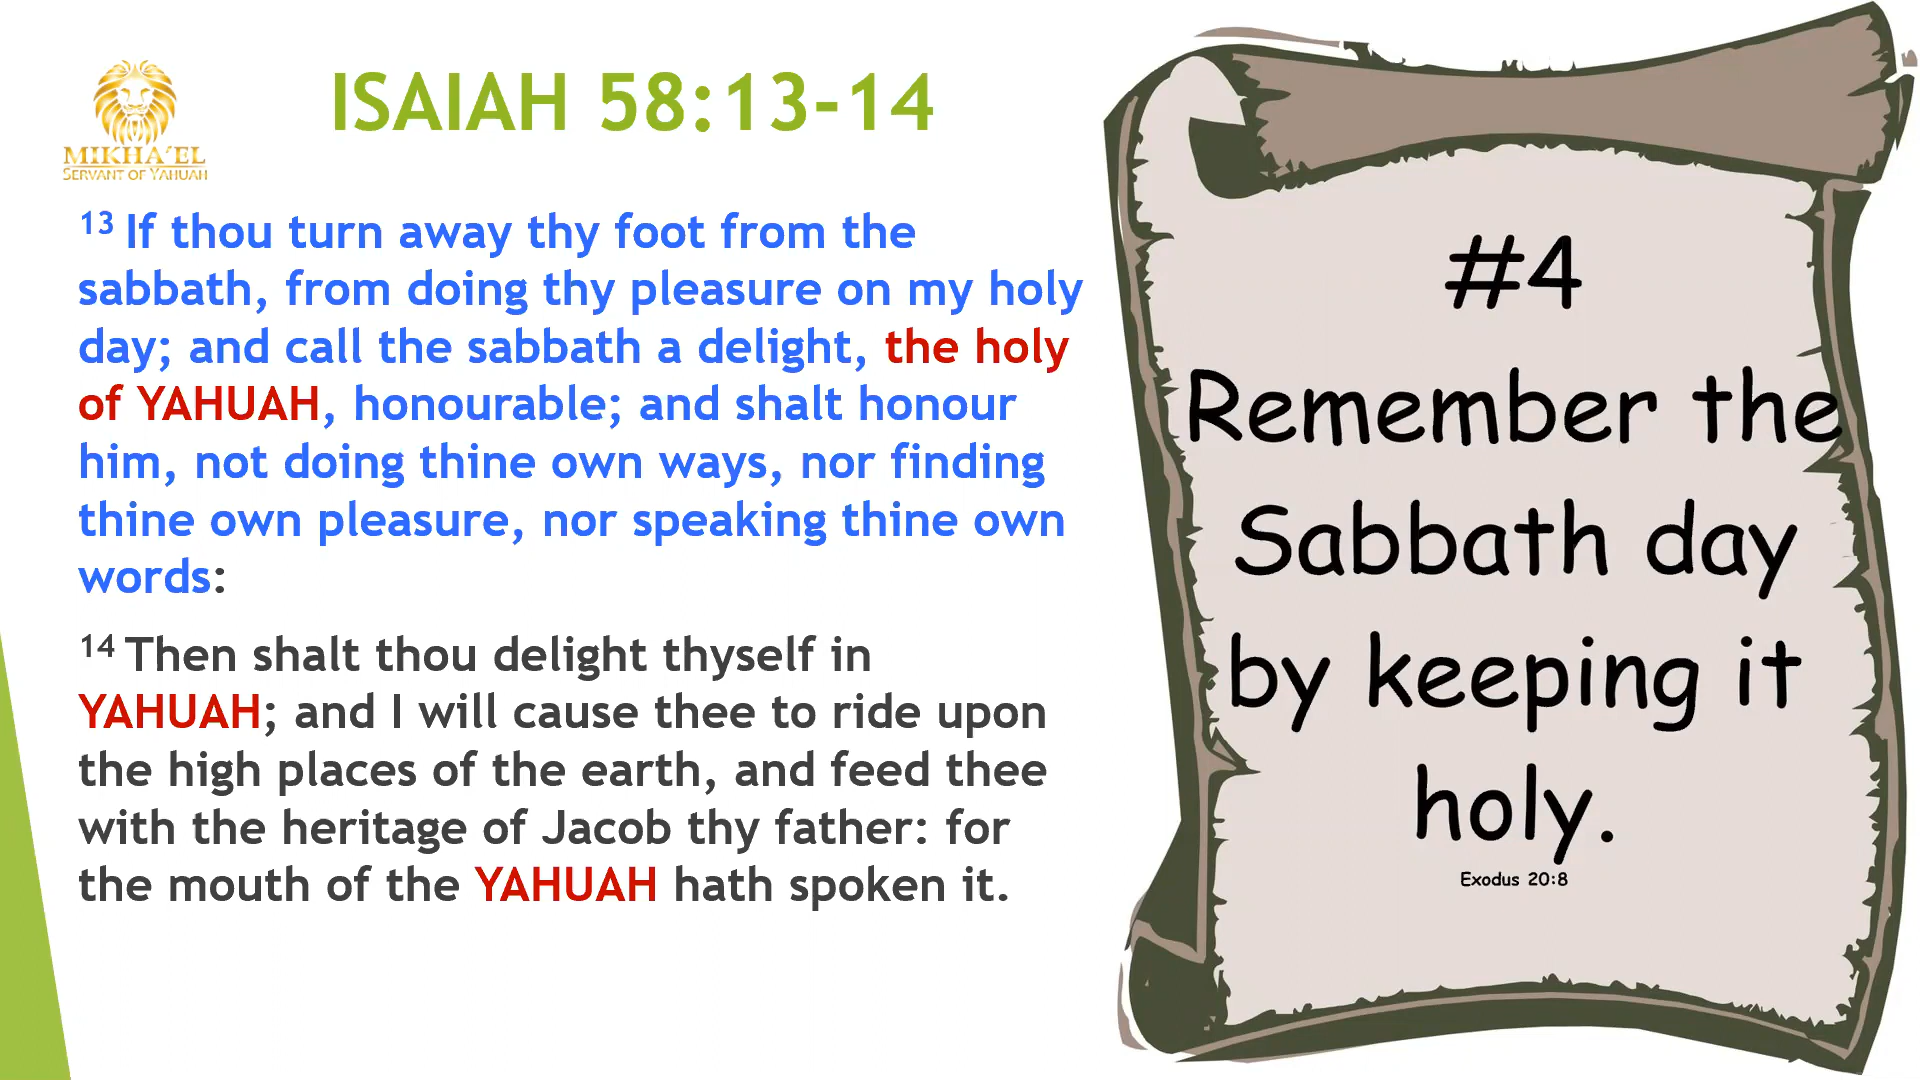 MIKHA'EL
SERVANT OF YAHUAH
ISAIAH 58:13-14
13 If thou turn away thy foot from the
sabbath, from doing thy pleasure on my holy
day; and call the sabbath a delight, the holy
of YAHUAH, honourable; and shalt honour
him, not doing thine own ways, nor finding
thine own pleasure, nor speaking thine own
words:
14 Then shalt thou delight thyself in
YAHUAH; and I will cause thee to ride upon
the high places of the earth, and feed thee
with the heritage of Jacob thy father: for
the mouth of the YAHUAH hath spoken it.
#4
Remember the
Sabbath day
by keeping it
holy.
Exodus 20:8